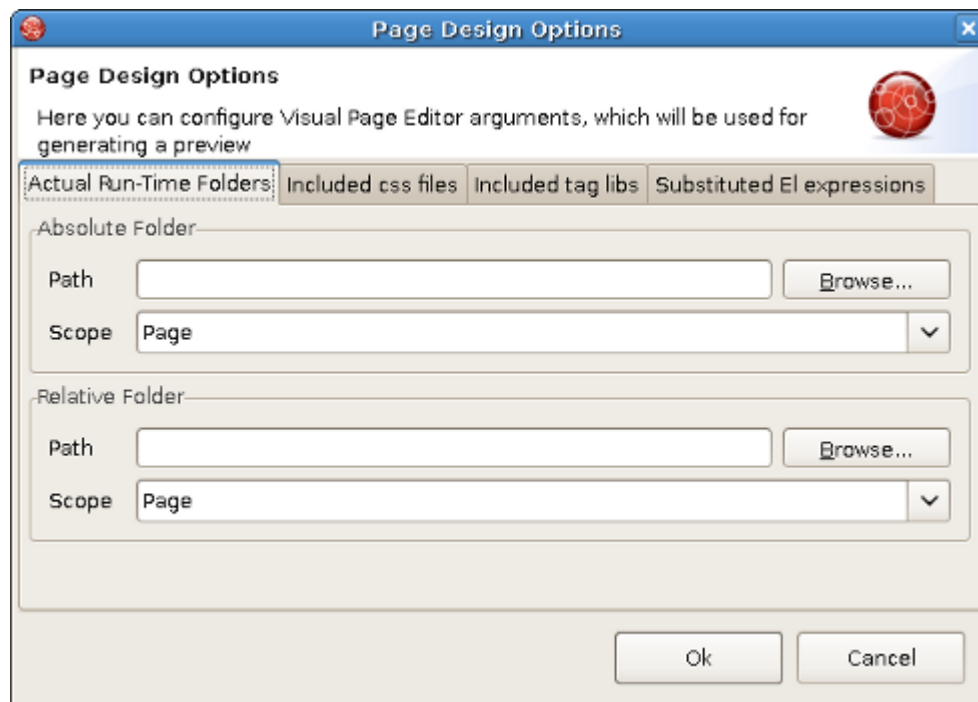 Page Design Options
Page Design Options
Here you can configure Visual Page Editor arguments, which will be used for
generating a preview
Actual Run-Time Folders Included css files Included tag libs Substituted El expressions
Absolute Folder
Path Browse...
Scope Page
Relative Folder
Path Browse...
Scope Page
Ok Cancel